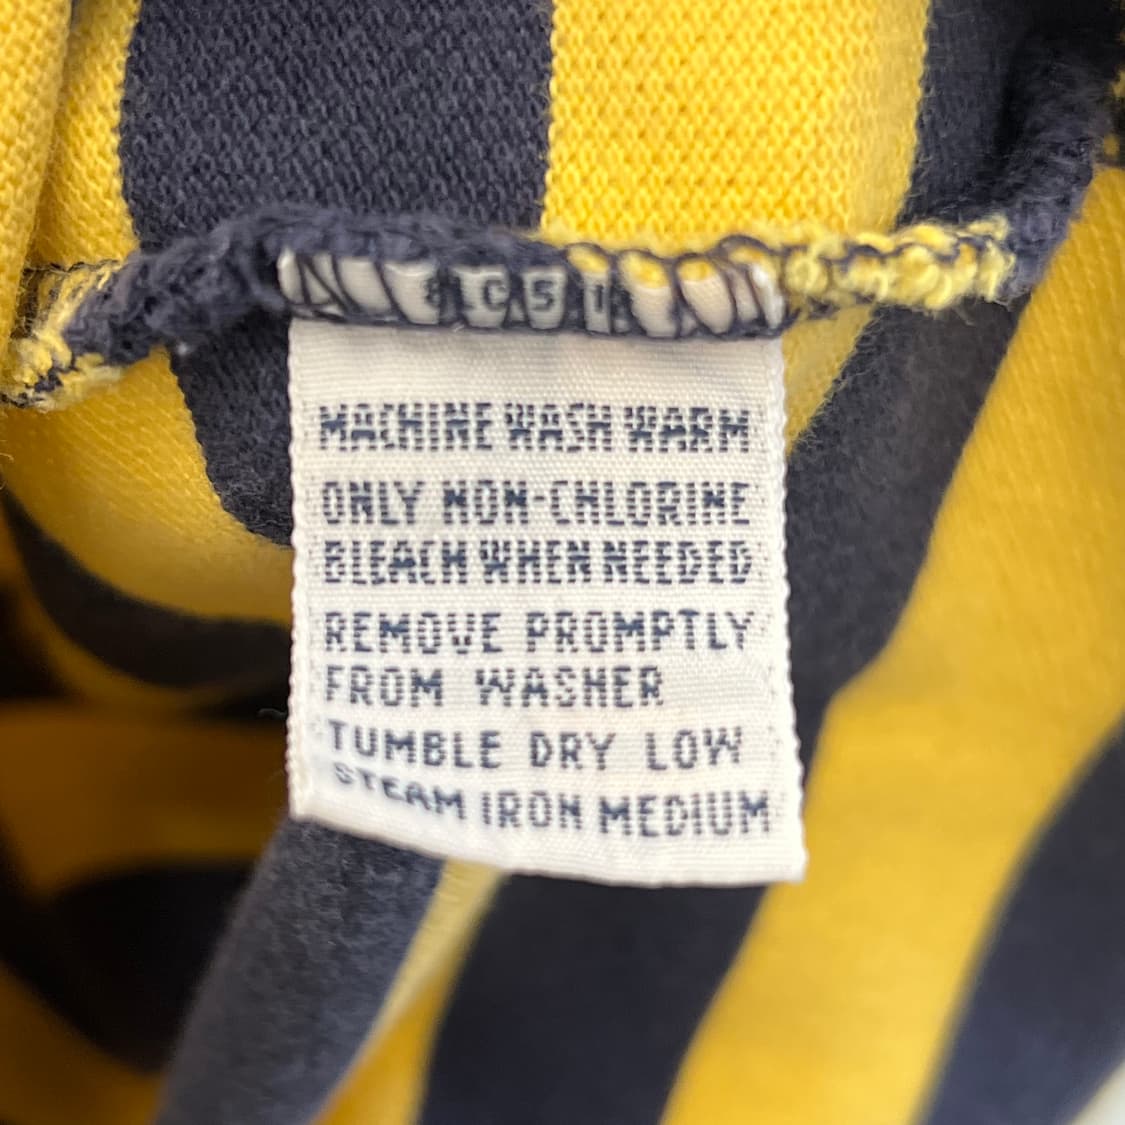 MACHINE WASH WARM
ONLY NON-CHLORINE
BLEACH WHEN NEEDED
REMOVE PROMPTLY
FROM WASHER
TUMBLE DRY LOW
STEAM IRON MEDIUM